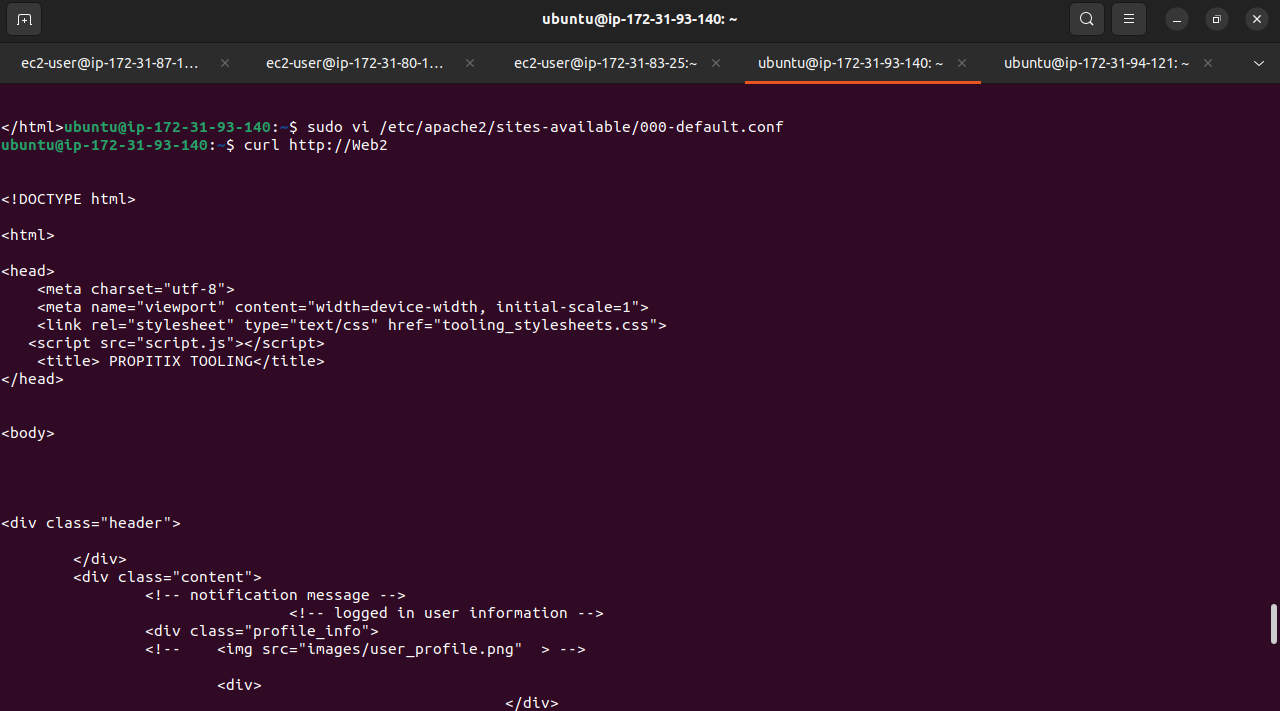 ubuntu@ip-172-31-93-140: ~
ec2-user@ip-172-31-87-1…
ec2-user@ip-172-31-80-1…
ec2-user@ip-172-31-83-25:~
ubuntu@ip-172-31-93-140: ~
ubuntu@ip-172-31-94-121: ~
</html>ubuntu@ip-172-31-93-140:~$ sudo vi /etc/apache2/sites-available/000-default.conf
ubuntu@ip-172-31-93-140:~$ curl http://Web2
<!DOCTYPE html>
<html>
<head>
    <meta charset="utf-8">
    <meta name="viewport" content="width=device-width, initial-scale=1">
    <link rel="stylesheet" type="text/css" href="tooling_stylesheets.css">
   <script src="script.js"></script>
    <title> PROPITIX TOOLING</title>
</head>
<body>
<div class="header">
        </div>
        <div class="content">
                <!-- notification message -->
                                <!-- logged in user information -->
                <div class="profile_info">
                <!--    <img src="images/user_profile.png"  > -->
                        <div>
                                                        </div>